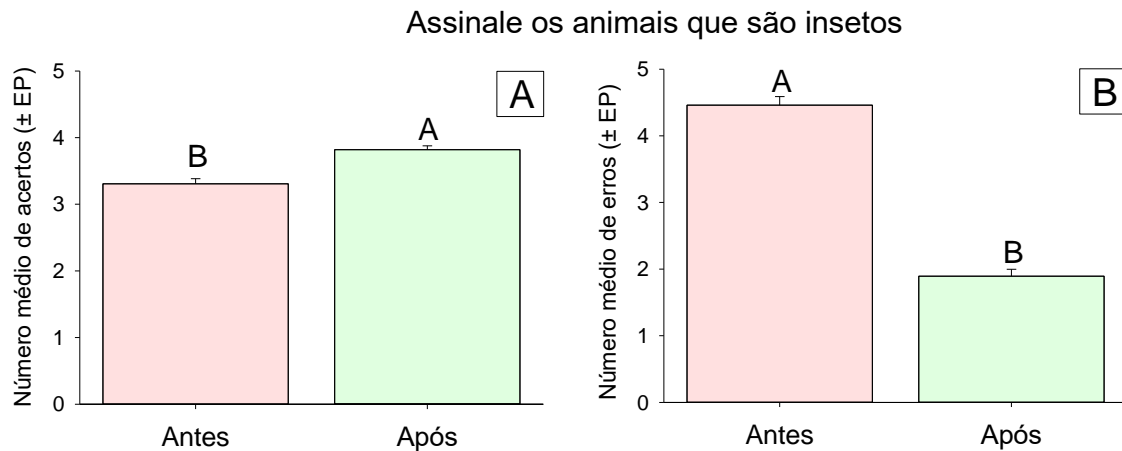 Assinale os animais que são insetos
A
Número médio de acertos (± EP)
5
4
3
2
1
0
B
A
Antes
Após
B
Número médio de erros (± EP)
5
4
3
2
1
0
A
B
Antes
Após